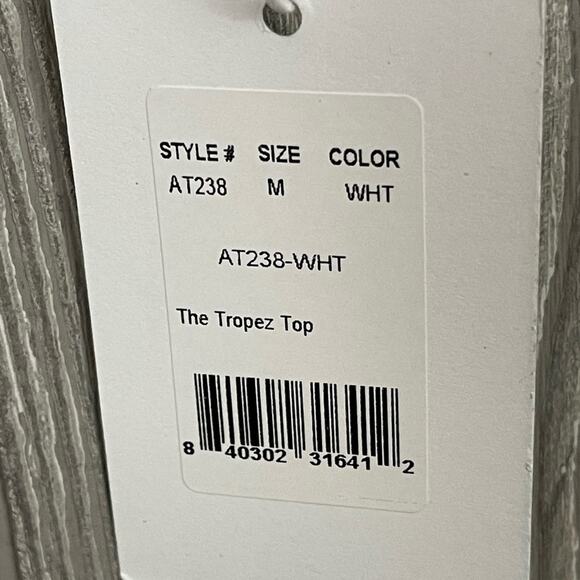 STYLE # SIZE COLOR
AT238 M WHT
AT238-WHT
The Tropez Top
8 40302 31641 2